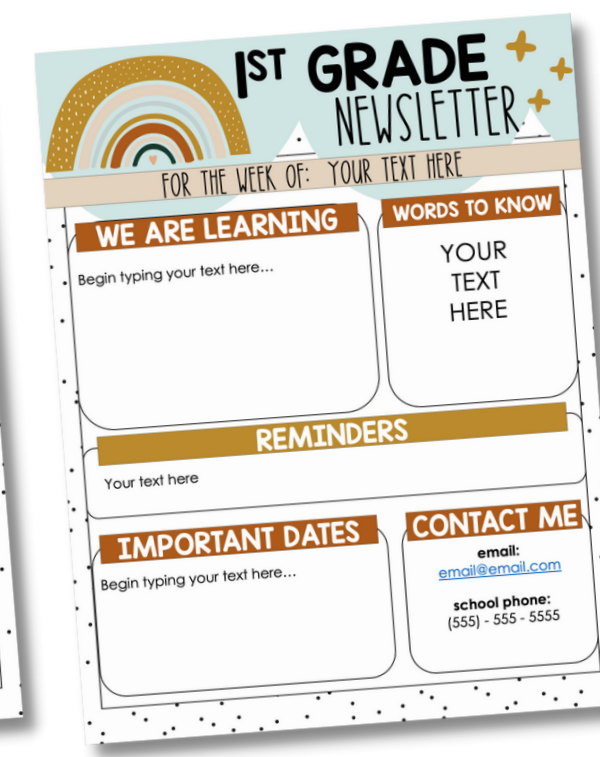 1ST GRADE
NEWSLETTER
FOR THE WEEK OF: YOUR TEXT HERE
WE ARE LEARNING
Begin typing your text here...
WORDS TO KNOW
YOUR
TEXT
HERE
REMINDERS
Your text here
IMPORTANT DATES
Begin typing your text here...
CONTACT ME
email:
email@email.com
school phone:
(555) - 555 - 5555